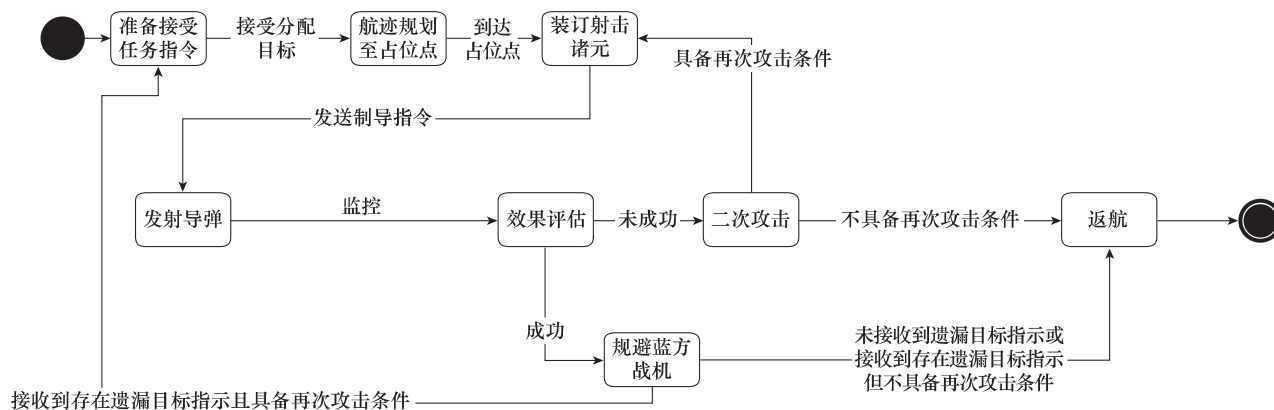 准备接受
任务指令
接受分配
目标
航迹规划
至占位点
到达
占位点
装订射击
诸元
具备再次攻击条件
发送制导指令
发射导弹
监控
效果评估
未成功
二次攻击
不具备再次攻击条件
返航
成功
规避蓝方
战机
未接收到遗漏目标指示或
接收到存在遗漏目标指示
但不具备再次攻击条件
接收到存在遗漏目标指示且具备再次攻击条件